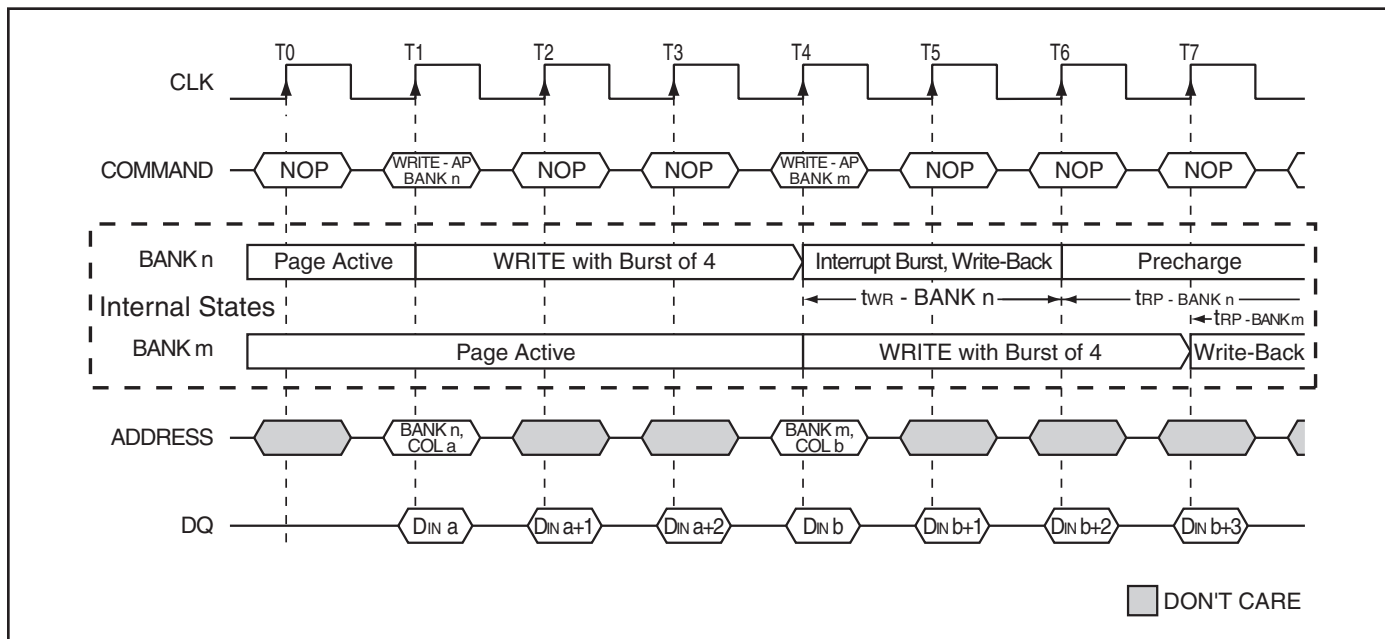 T0 T1 T2 T3 T4 T5 T6 T7
CLK
COMMAND NOP WRITE - AP BANK n NOP NOP WRITE - AP BANK m NOP NOP NOP
BANK n Page Active WRITE with Burst of 4 Interrupt Burst, Write-Back Precharge
tWR - BANK n tRP - BANK n
Internal States
tRP - BANK m
BANK m Page Active WRITE with Burst of 4 Write-Back
ADDRESS BANK n, COL a BANK m, COL b
DQ DIN a DIN a+1 DIN a+2 DIN b DIN b+1 DIN b+2 DIN b+3
DON'T CARE